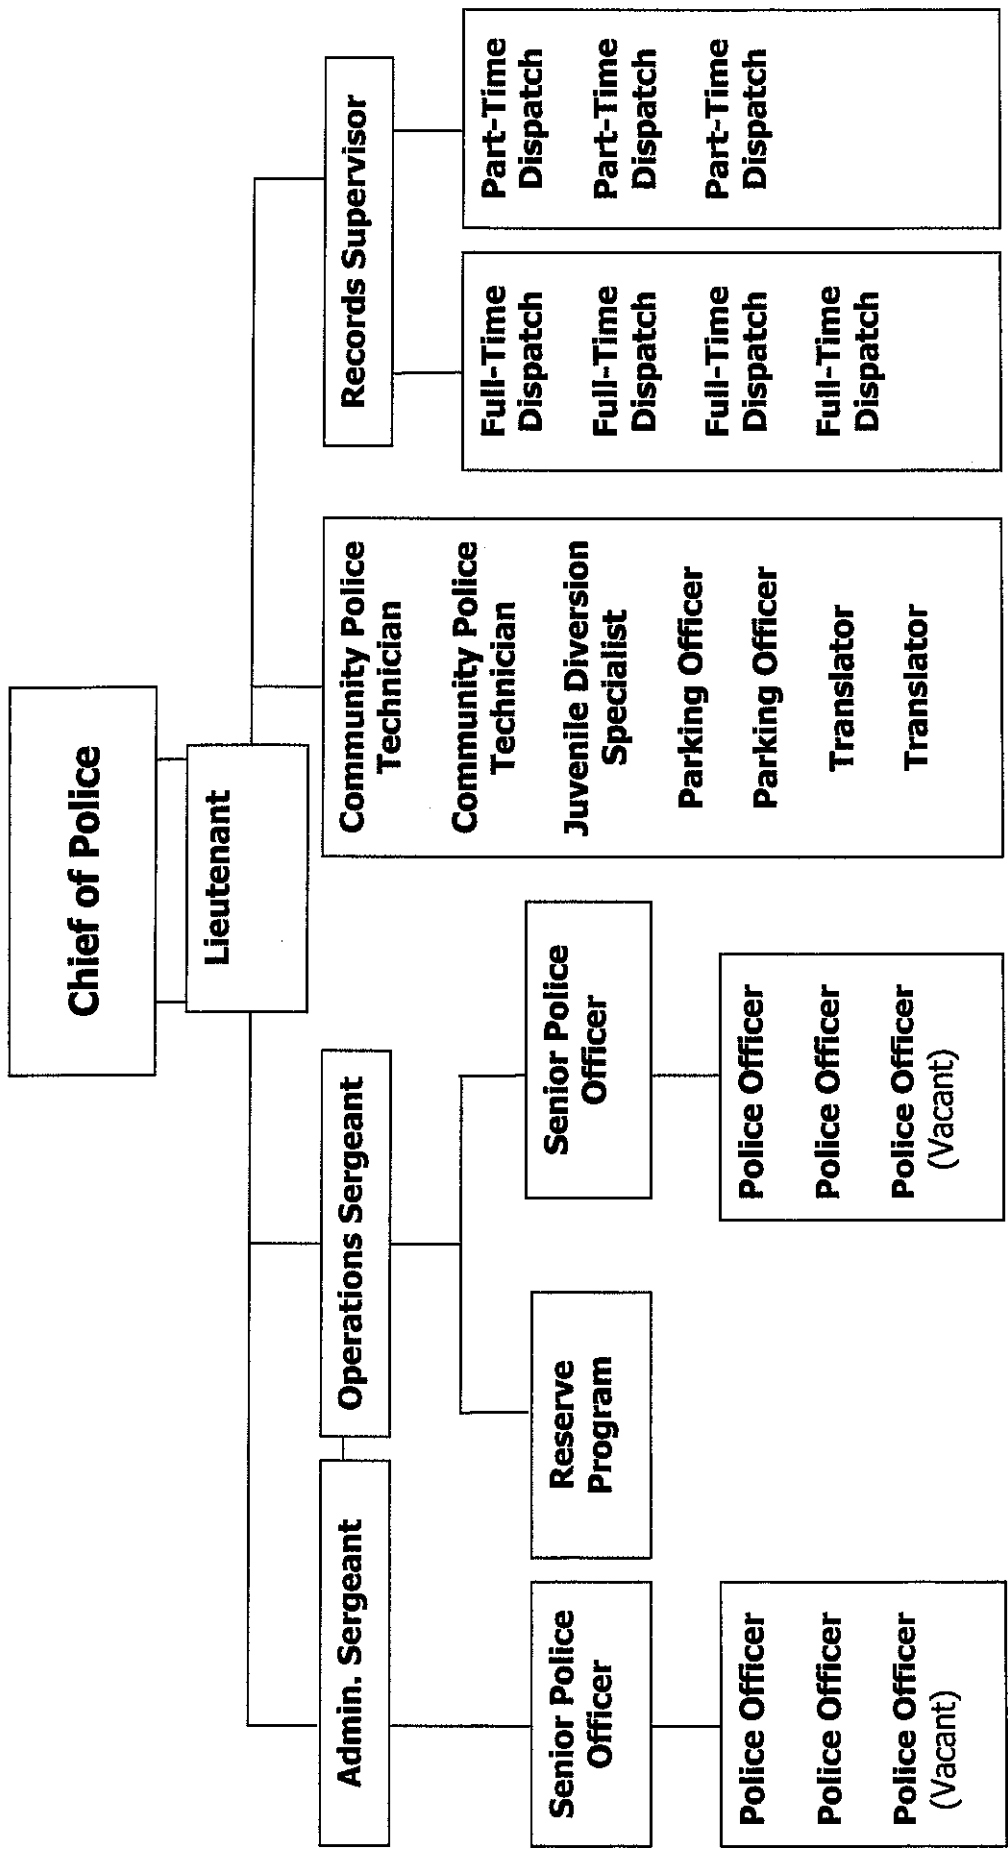 Chief of Police
Lieutenant
Admin. Sergeant
Operations Sergeant
Records Supervisor
Senior Police
Officer
Reserve
Program
Senior Police
Officer
Police Officer
Police Officer
Police Officer
(Vacant)
Police Officer
Police Officer
Police Officer
(Vacant)
Community Police
Technician
Community Police
Technician
Juvenile Diversion
Specialist
Parking Officer
Parking Officer
Translator
Translator
Full-Time
Dispatch
Full-Time
Dispatch
Full-Time
Dispatch
Full-Time
Dispatch
Part-Time
Dispatch
Part-Time
Dispatch
Part-Time
Dispatch